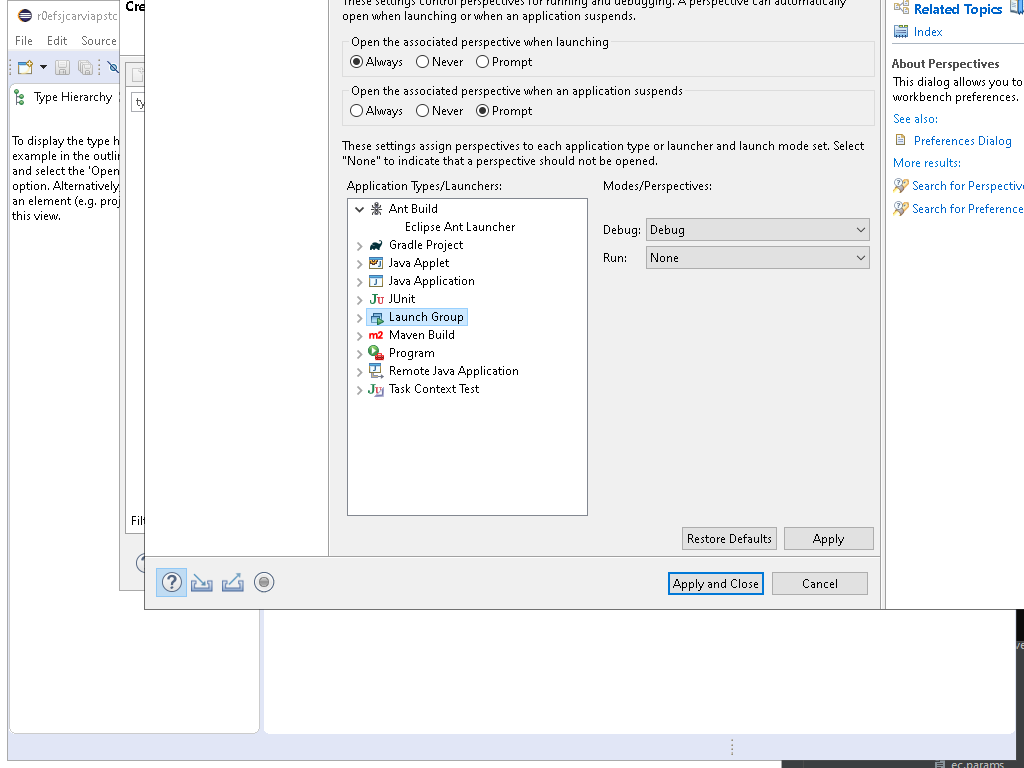 These settings control perspectives for running and debugging. A perspective can automatically
open when launching or when an application suspends.
r0efsjcarviapstc
Cre
File Edit Source
Type Hierarchy
To display the type h
example in the outli
and select the 'Open
option. Alternatively
an element (e.g. proj
this view.
ty
Filt
Open the associated perspective when launching
Always Never Prompt
Open the associated perspective when an application suspends
Always Never Prompt
These settings assign perspectives to each application type or launcher and launch mode set. Select
"None" to indicate that a perspective should not be opened.
Application Types/Launchers:
Ant Build
Eclipse Ant Launcher
Gradle Project
Java Applet
Java Application
JUnit
Launch Group
Maven Build
Program
Remote Java Application
Task Context Test
Modes/Perspectives:
Debug: Debug
Run: None
Restore Defaults Apply
Apply and Close Cancel
Related Topics
Index
About Perspectives
This dialog allows you to
workbench preferences.
See also:
Preferences Dialog
More results:
Search for Perspective
Search for Preference
ve
ec.params